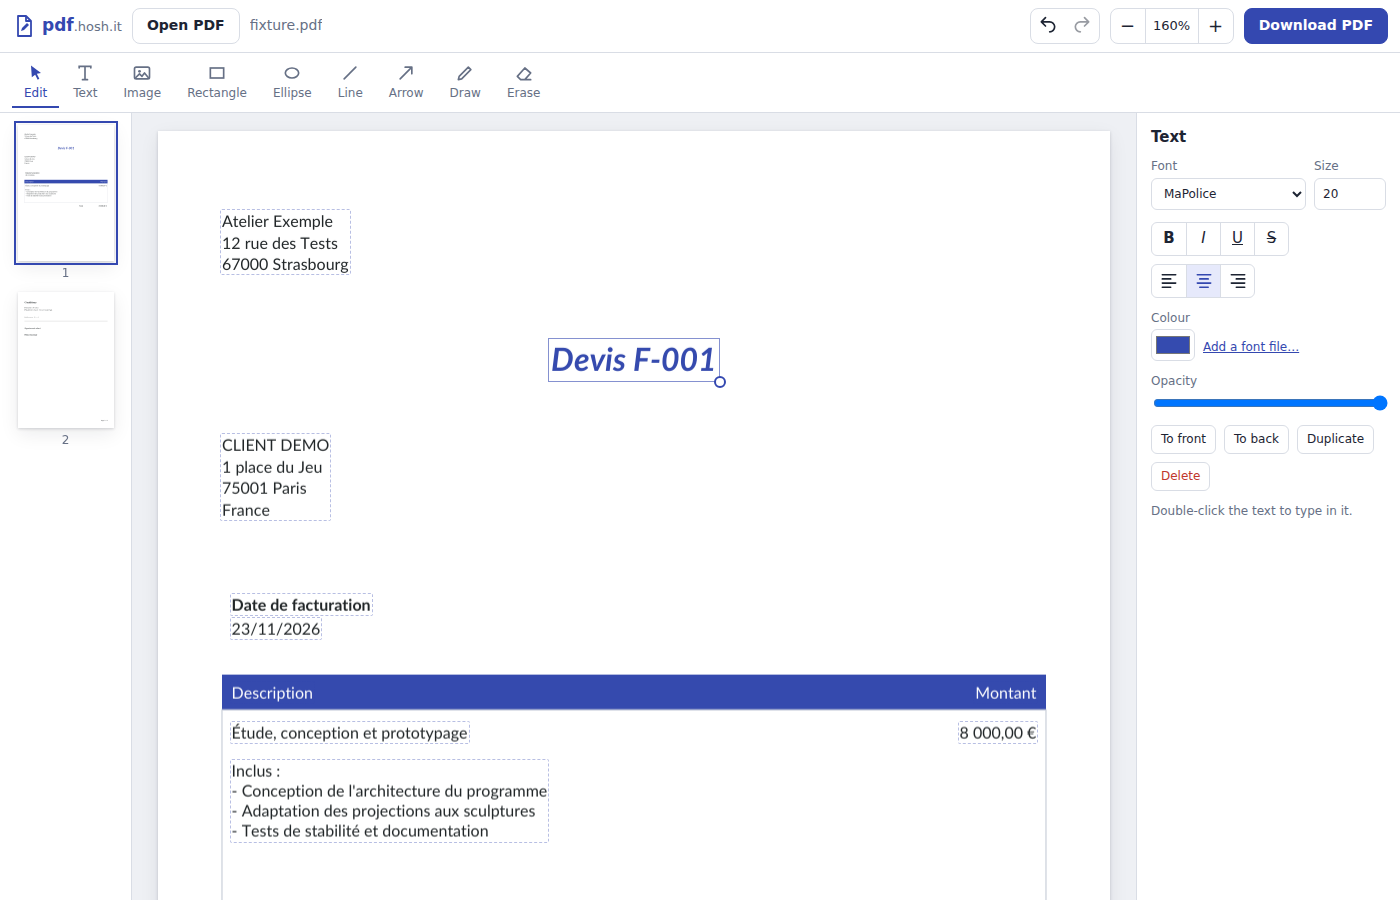 pdf.hosh.it
Open PDF
fixture.pdf
160%
Download PDF
Edit
Text
Image
Rectangle
Ellipse
Line
Arrow
Draw
Erase
1
2
Atelier Exemple
12 rue des Tests
67000 Strasbourg
Devis F-001
CLIENT DEMO
1 place du Jeu
75001 Paris
France
Date de facturation
23/11/2026
Description
Montant
Étude, conception et prototypage
8 000,00 €
Inclus :
- Conception de l'architecture du programme
- Adaptation des projections aux sculptures
- Tests de stabilité et documentation
Text
Font
Size
MaPolice
20
B
I
U
S
Colour
Add a font file...
Opacity
To front
To back
Duplicate
Delete
Double-click the text to type in it.